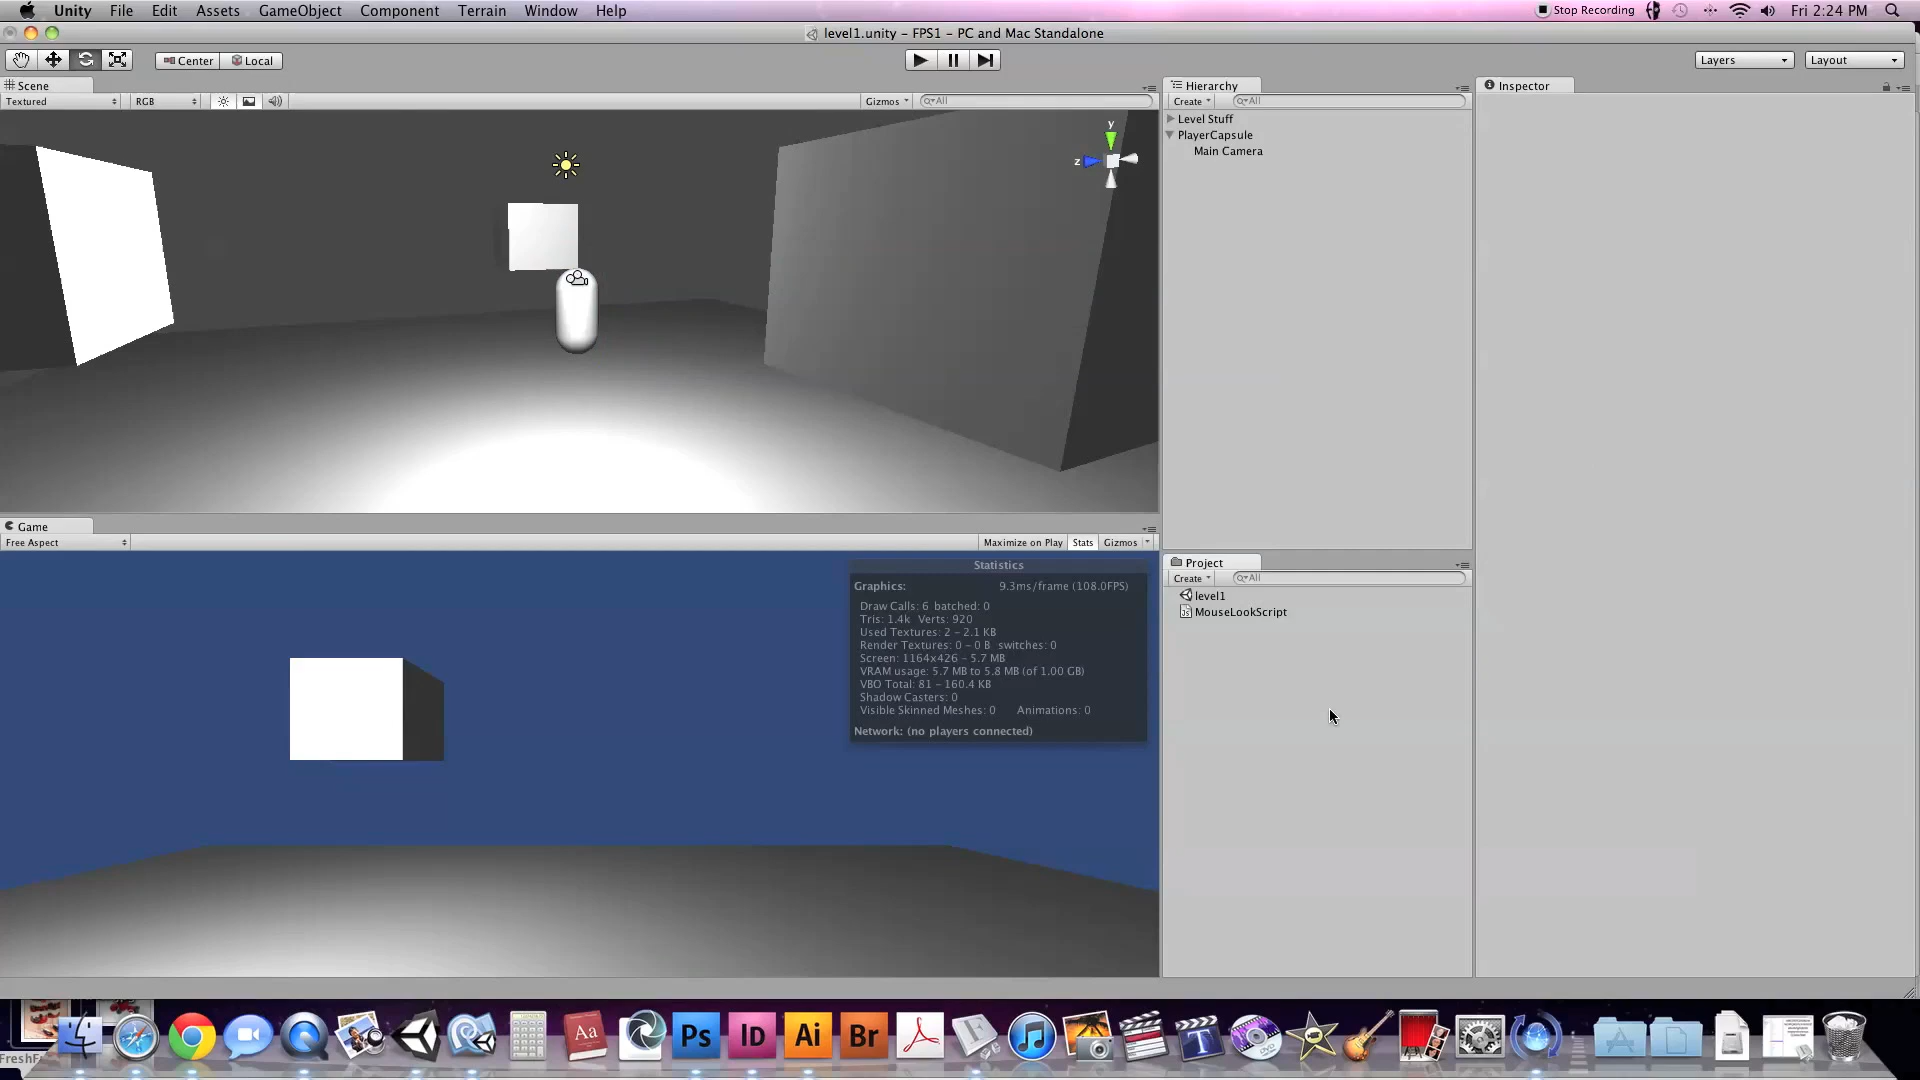 Unity File Edit Assets GameObject Component Terrain Window Help Stop Recording Fri 2:24 PM
level1.unity – FPS1 – PC and Mac Standalone
Center Local Layers Layout
Scene
Textured RGB Gizmos All
y
z
Hierarchy
Create All
Level Stuff
PlayerCapsule
Main Camera
Inspector
Game
Free Aspect Maximize on Play Stats Gizmos
Statistics
Graphics: 9.3ms/frame (108.0FPS)
Draw Calls: 6 batched: 0
Tris: 1.4k Verts: 920
Used Textures: 2 – 2.1 KB
Render Textures: 0 – 0 B switches: 0
Screen: 1164x426 – 5.7 MB
VRAM usage: 5.7 MB to 5.8 MB (of 1.00 GB)
VBO Total: 81 – 160.4 KB
Shadow Casters: 0
Visible Skinned Meshes: 0 Animations: 0
Network: (no players connected)
Project
Create All
level1
MouseLookScript
Aa Ps Id Ai Br F T